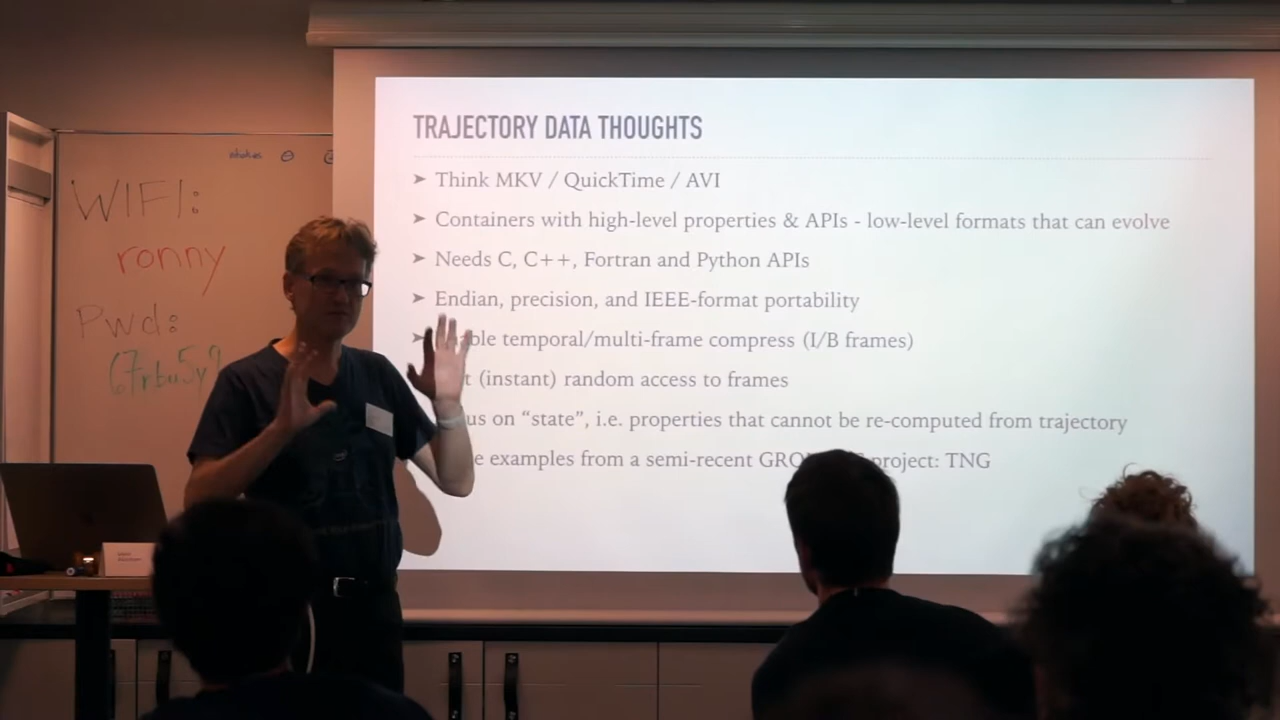 WIFI:
ronny
Pwd:
TRAJECTORY DATA THOUGHTS
➤ Think MKV / QuickTime / AVI
➤ Containers with high-level properties & APIs - low-level formats that can evolve
➤ Needs C, C++, Fortran and Python APIs
➤ Endian, precision, and IEEE-format portability
➤ temporal/multi-frame compress (I/B frames)
(instant) random access to frames
on “state”, i.e. properties that cannot be re-computed from trajectory
examples from a semi-recent project: TNG